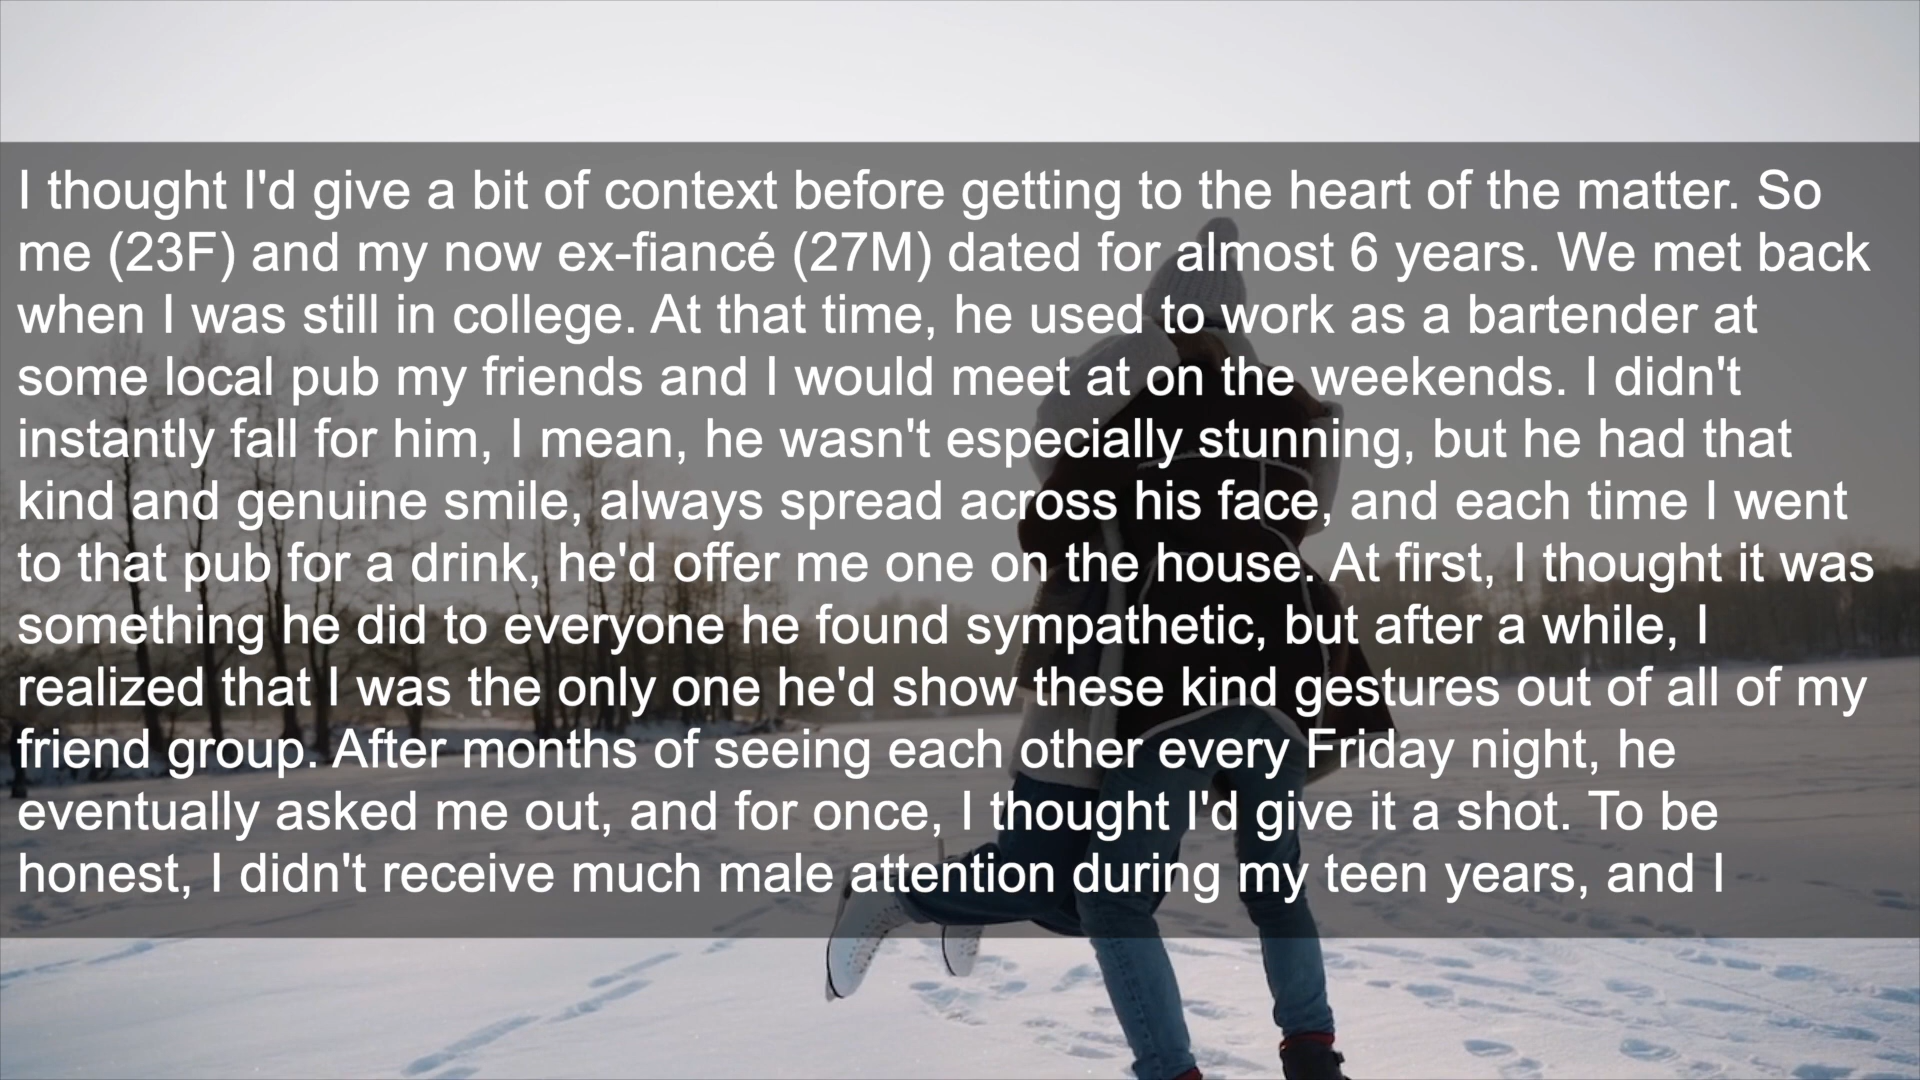 I thought I'd give a bit of context before getting to the heart of the matter. So
me (23F) and my now ex-fiancé (27M) dated for almost 6 years. We met back
when I was still in college. At that time, he used to work as a bartender at
some local pub my friends and I would meet at on the weekends. I didn't
instantly fall for him, I mean, he wasn't especially stunning, but he had that
kind and genuine smile, always spread across his face, and each time I went
to that pub for a drink, he'd offer me one on the house. At first, I thought it was
something he did to everyone he found sympathetic, but after a while, I
realized that I was the only one he'd show these kind gestures out of all of my
friend group. After months of seeing each other every Friday night, he
eventually asked me out, and for once, I thought I'd give it a shot. To be
honest, I didn't receive much male attention during my teen years, and I